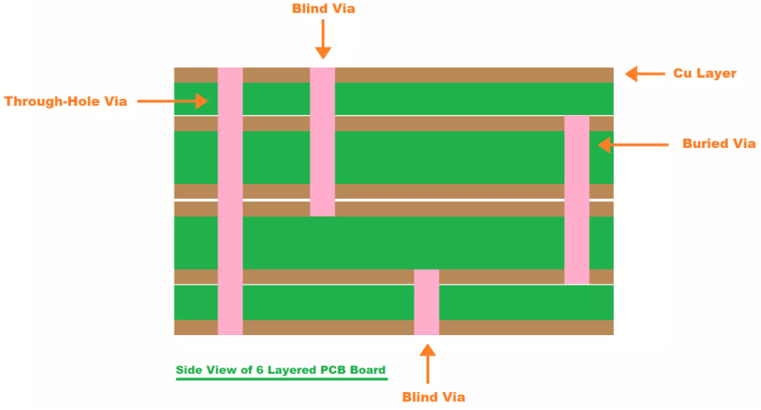 Blind Via
Cu Layer
Through-Hole Via
Buried Via
Side View of 6 Layered PCB Board
Blind Via